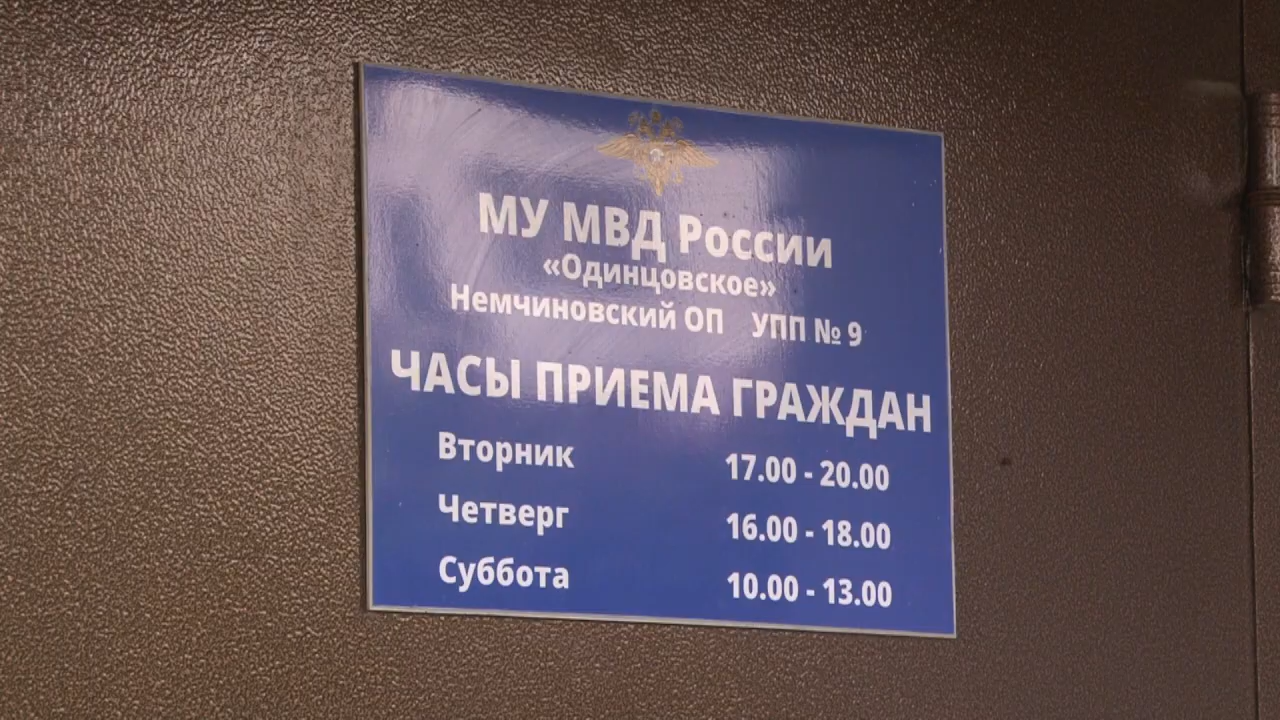 МУ МВД России
«Одинцовское»
Немчиновский ОП УПП № 9
ЧАСЫ ПРИЕМА ГРАЖДАН
Вторник 17.00 - 20.00
Четверг 16.00 - 18.00
Суббота 10.00 - 13.00